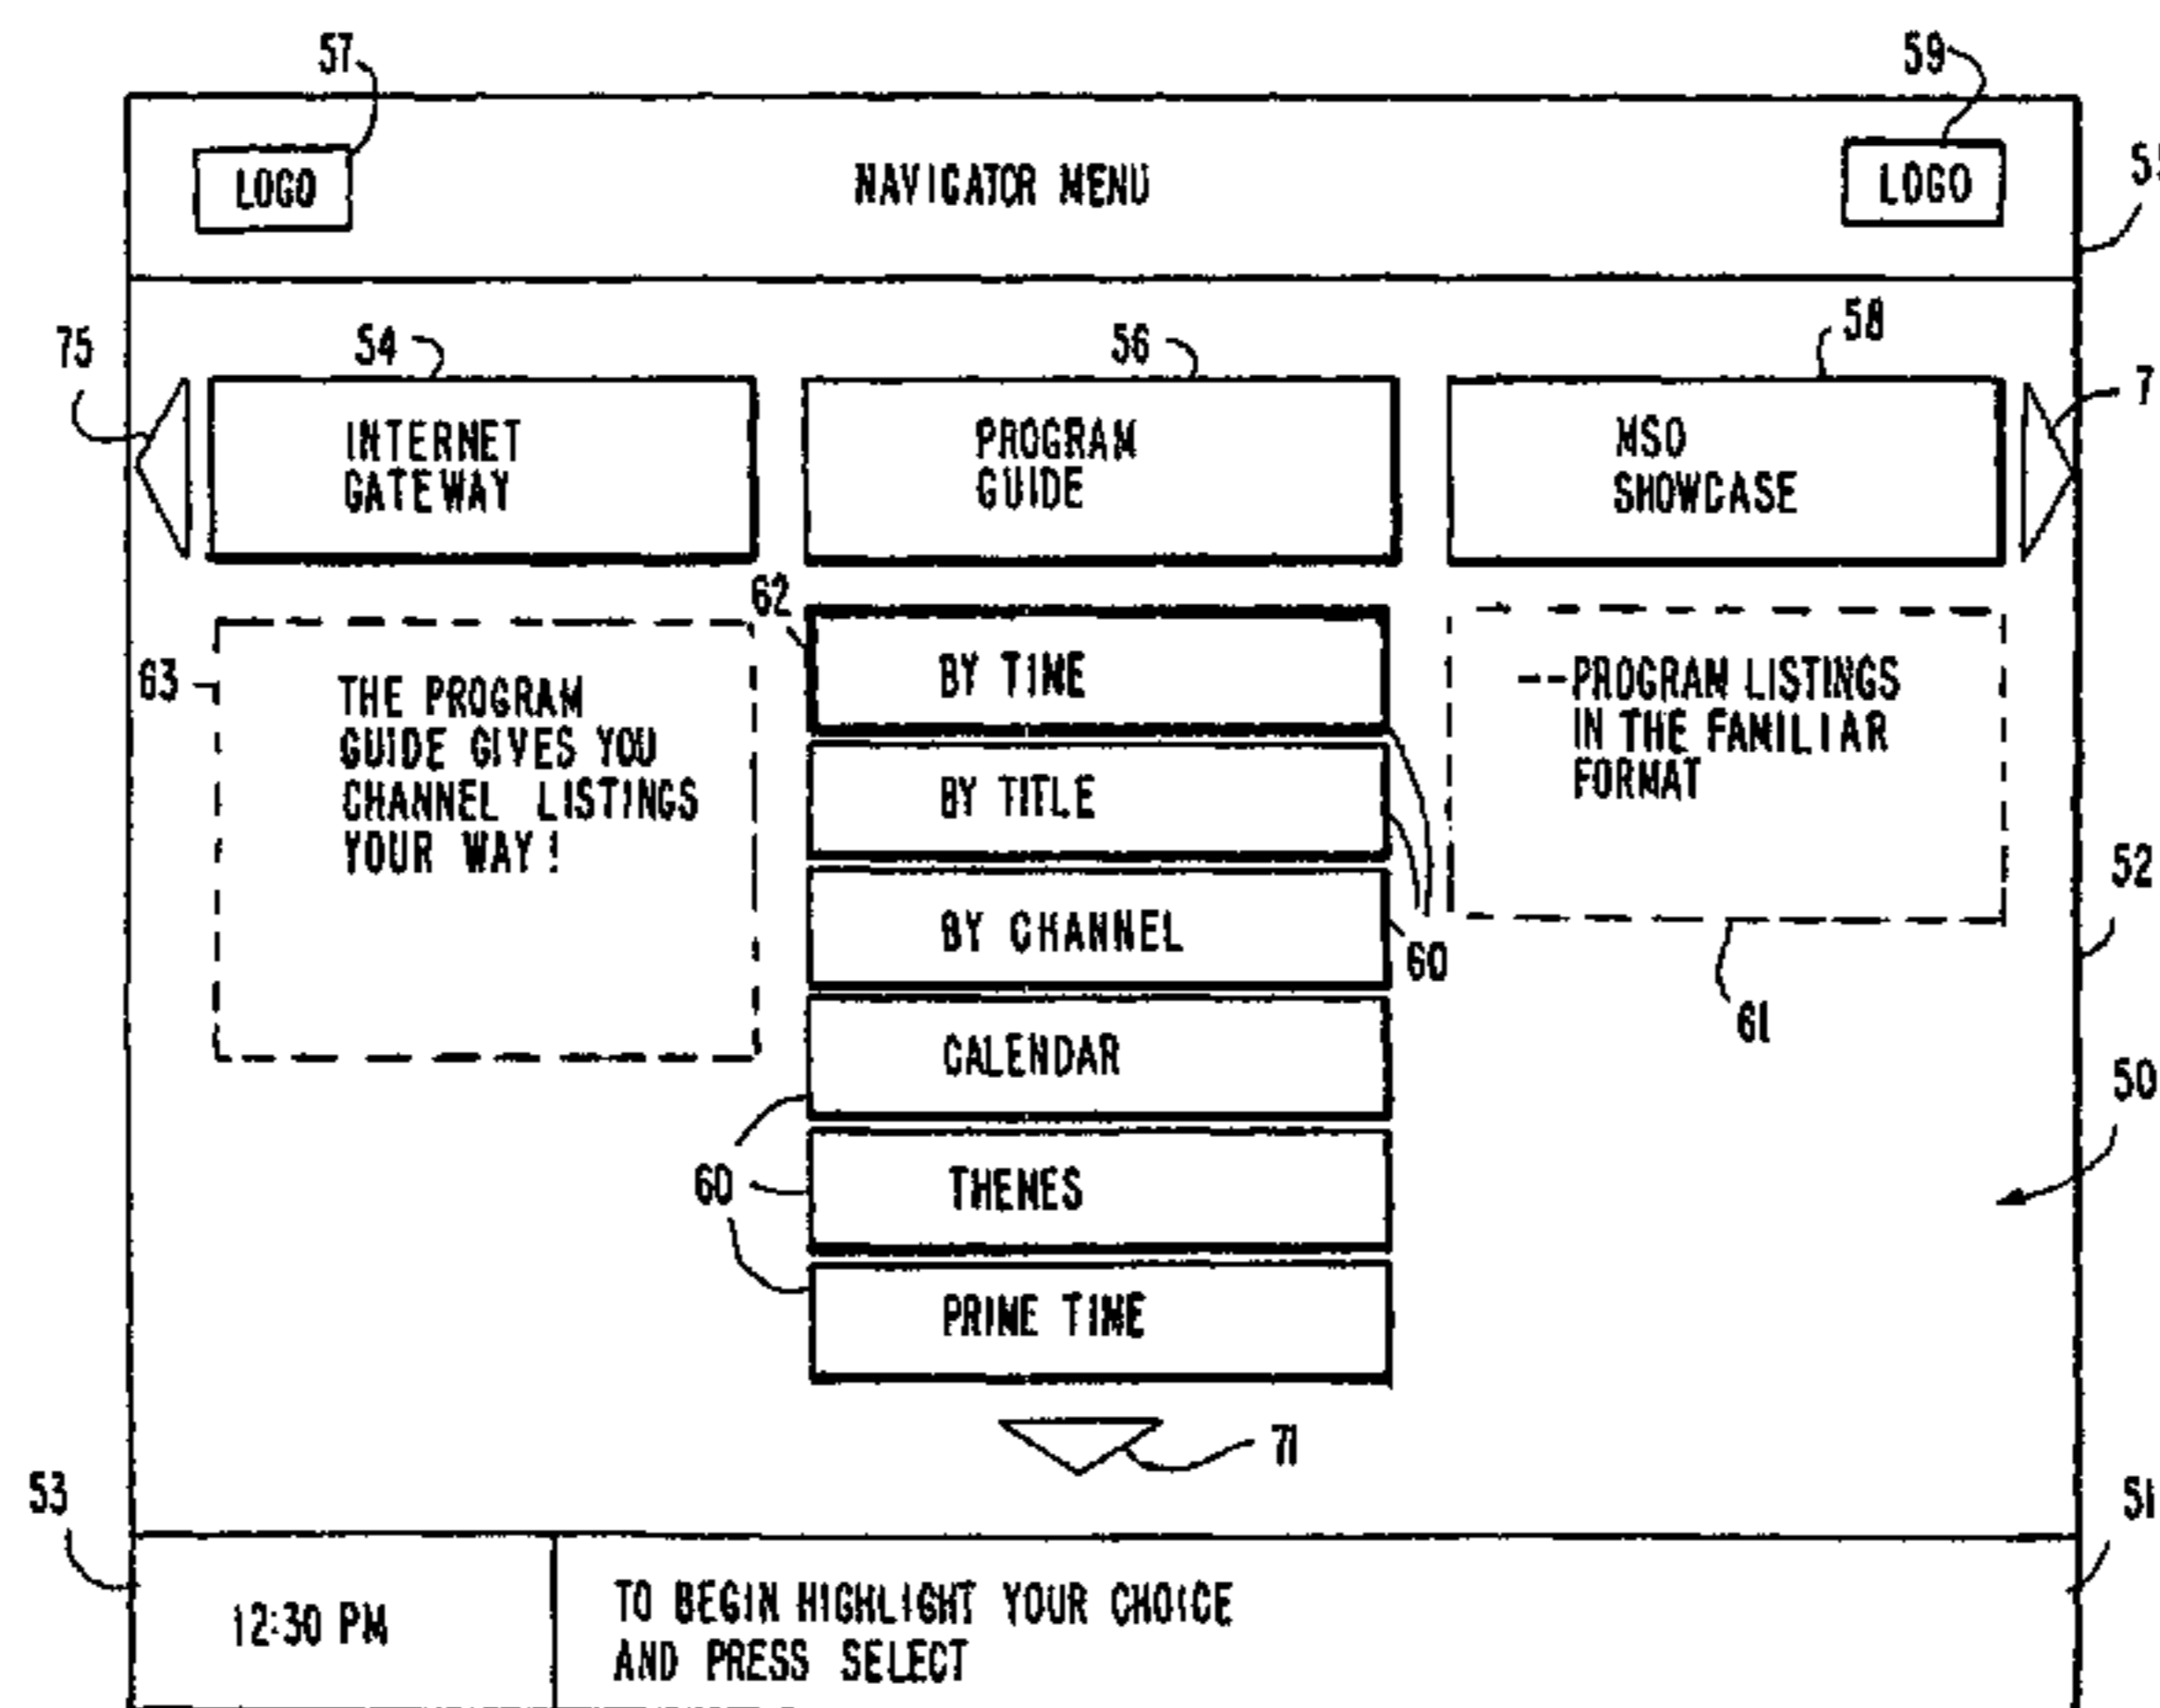 57
59
LOGO
NAVIGATOR MENU
LOGO
75
54
56
58
7
INTERNET
GATEWAY
PROGRAM
GUIDE
MSO
SHOWCASE
62
63
THE PROGRAM
GUIDE GIVES YOU
CHANNEL LISTINGS
YOUR WAY!
BY TIME
BY TITLE
BY CHANNEL
CALENDAR
THEMES
PRIME TIME
--PROGRAM LISTINGS
IN THE FAMILIAR
FORMAT
52
60
61
50
60
71
53
51
12:30 PM
TO BEGIN HIGHLIGHT YOUR CHOICE
AND PRESS SELECT